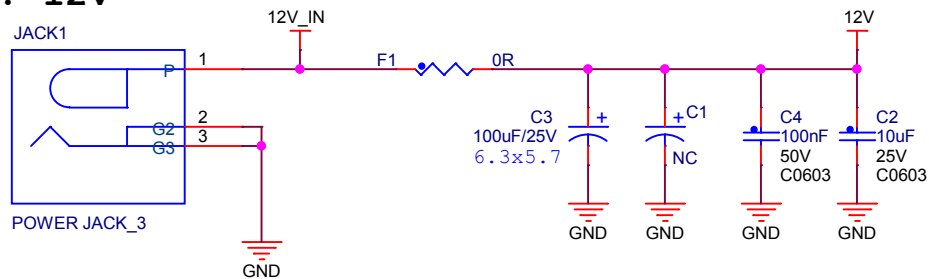 12V
JACK1
12V_IN
12V
P
1
F1
0R
G2
2
G3
3
C3
100uF/25V
6.3x5.7
C1
NC
C4
100nF
50V
C0603
C2
10uF
25V
C0603
GND
GND
GND
GND
POWER JACK_3
GND